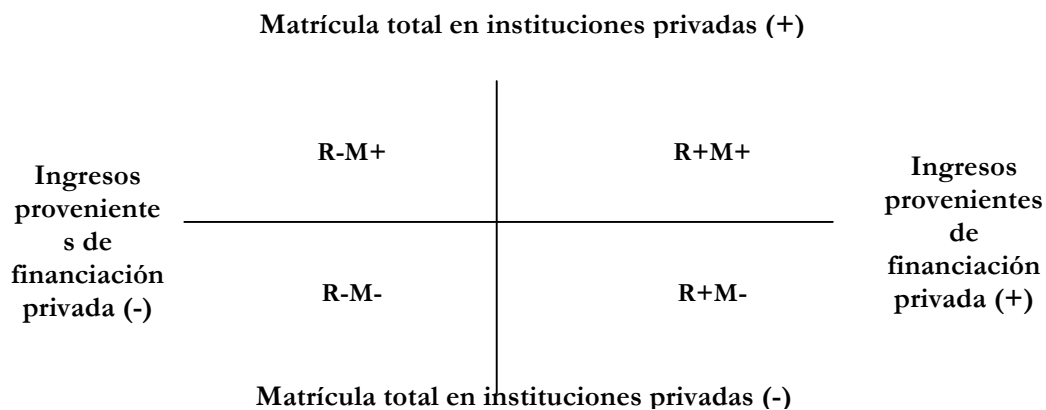 Matrícula total en instituciones privadas (+)
R-M+
R+M+
Ingresos
proveniente
s de
financiación
privada (-)
Ingresos
provenientes
de
financiación
privada (+)
R-M-
R+M-
Matrícula total en instituciones privadas (-)